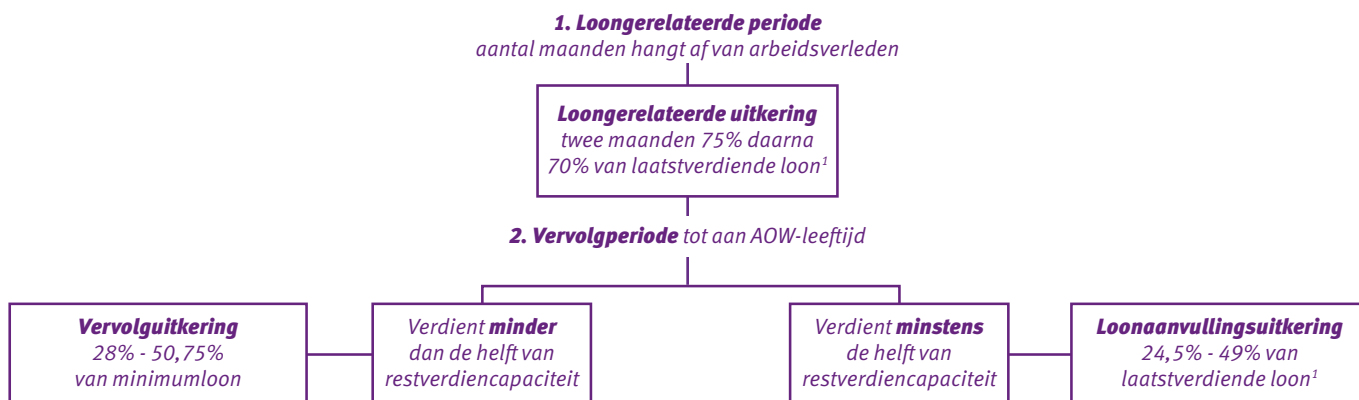 1. Loongerelateerde periode
aantal maanden hangt af van arbeidsverleden
Loongerelateerde uitkering
twee maanden 75% daarna
70% van laatstverdiende loon¹
2. Vervolgperiode tot aan AOW-leeftijd
Vervolguitkering
28% - 50,75%
van minimumloon
Verdient minder
dan de helft van
restverdiencapaciteit
Verdient minstens
de helft van
restverdiencapaciteit
Loonaanvullingsuitkering
24,5% - 49% van
laatstverdiende loon¹